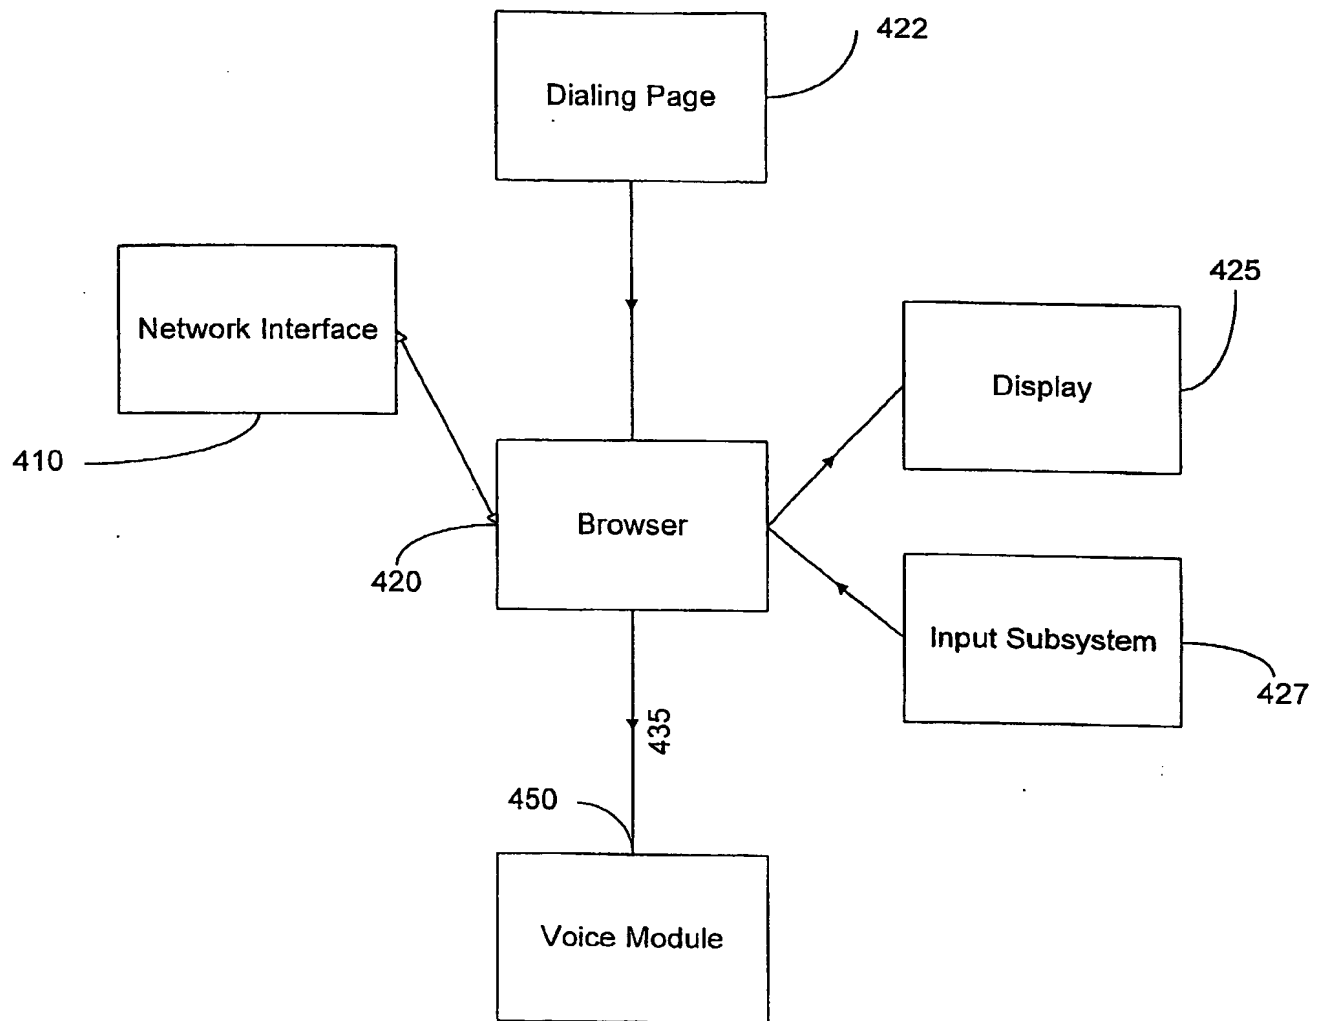 422
Dialing Page
Network Interface
425
Display
410
Browser
420
Input Subsystem
427
435
450
Voice Module